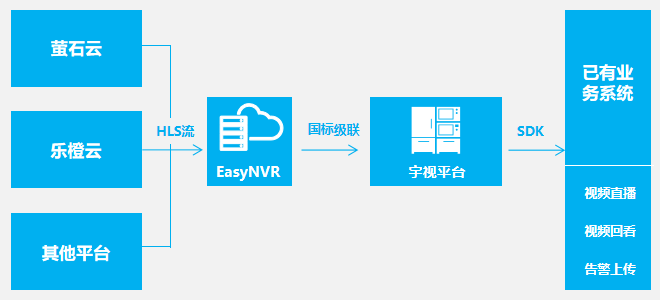 萤石云
乐橙云
其他平台
HLS流
EasyNVR
国标级联
宇视平台
SDK
已有业
务系统
视频直播
视频回看
告警上传